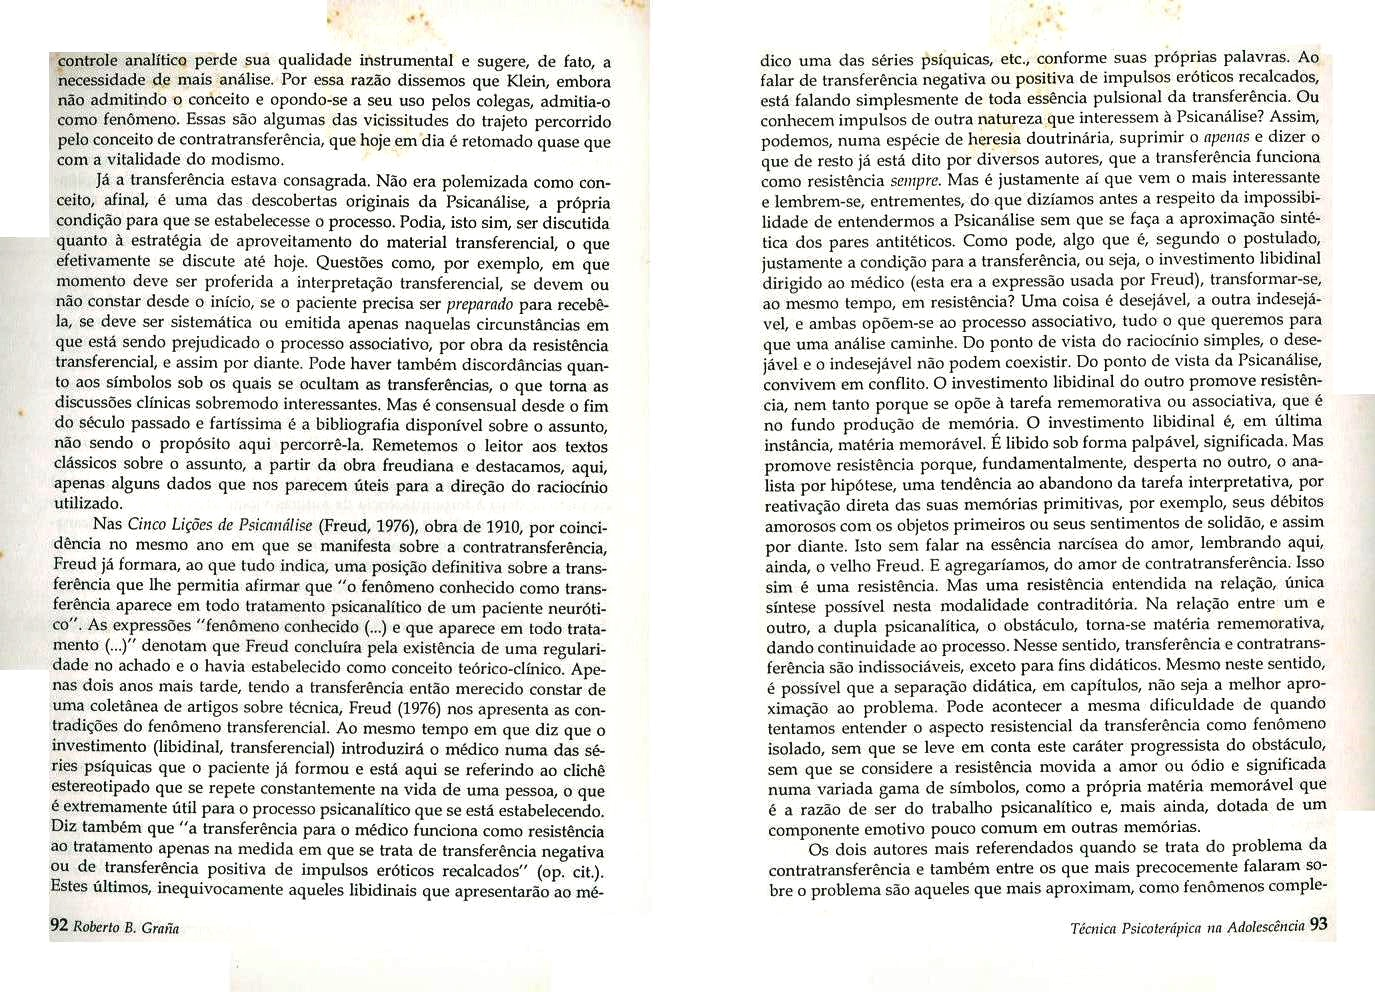 controle analítico perde sua qualidade instrumental e sugere, de fato, a
necessidade de mais análise. Por essa razão dissemos que Klein, embora
não admitindo o conceito e opondo-se a seu uso pelos colegas, admitia-o
como fenômeno. Essas são algumas das vicissitudes do trajeto percorrido
pelo conceito de contratransferência, que hoje em dia é retomado quase que
com a vitalidade do modismo.
Já a transferência estava consagrada. Não era polemizada como con-
ceito, afinal, é uma das descobertas originais da Psicanálise, a própria
condição para que se estabelecesse o processo. Podia, isto sim, ser discutida
quanto à estratégia de aproveitamento do material transferencial, o que
efetivamente se discute até hoje. Questões como, por exemplo, em que
momento deve ser proferida a interpretação transferencial, se devem ou
não constar desde o início, se o paciente precisa ser preparado para recebê-
la, se deve ser sistemática ou emitida apenas naquelas circunstâncias em
que está sendo prejudicado o processo associativo, por obra da resistência
transferencial, e assim por diante. Pode haver também discordâncias quan-
to aos símbolos sob os quais se ocultam as transferências, o que torna as
discussões clínicas sobremodo interessantes. Mas é consensual desde o fim
do século passado e fartíssima é a bibliografia disponível sobre o assunto,
não sendo o propósito aqui percorrê-la. Remetemos o leitor aos textos
clássicos sobre o assunto, a partir da obra freudiana e destacamos, aqui,
apenas alguns dados que nos parecem úteis para a direção do raciocínio
utilizado.
Nas Cinco Lições de Psicanálise (Freud, 1976), obra de 1910, por coinci-
dência no mesmo ano em que se manifesta sobre a contratransferência,
Freud já formara, ao que tudo indica, uma posição definitiva sobre a trans-
ferência que lhe permitia afirmar que "o fenômeno conhecido como trans-
ferência aparece em todo tratamento psicanalítico de um paciente neuróti-
co". As expressões "fenômeno conhecido (...) e que aparece em todo trata-
mento (...)" denotam que Freud concluíra pela existência de uma regulari-
dade no achado e o havia estabelecido como conceito teórico-clínico. Ape-
nas dois anos mais tarde, tendo a transferência então merecido constar de
uma coletânea de artigos sobre técnica, Freud (1976) nos apresenta as con-
tradições do fenômeno transferencial. Ao mesmo tempo em que diz que o
investimento (libidinal, transferencial) introduzirá o médico numa das sé-
ries psíquicas que o paciente já formou e está aqui se referindo ao clichê
estereotipado que se repete constantemente na vida de uma pessoa, o que
é extremamente útil para o processo psicanalítico que se está estabelecendo.
Diz também que "a transferência para o médico funciona como resistência
ao tratamento apenas na medida em que se trata de transferência negativa
ou de transferência positiva de impulsos eróticos recalcados" (op. cit.).
Estes últimos, inequivocamente aqueles libidinais que apresentarão ao mé-
92 Roberto B. Graña
dico uma das séries psíquicas, etc., conforme suas próprias palavras. Ao
falar de transferência negativa ou positiva de impulsos eróticos recalcados,
está falando simplesmente de toda essência pulsional da transferência. Ou
conhecem impulsos de outra natureza que interessem à Psicanálise? Assim,
podemos, numa espécie de heresia doutrinária, suprimir o apenas e dizer o
que de resto já está dito por diversos autores, que a transferência funciona
como resistência sempre. Mas é justamente aí que vem o mais interessante
e lembrem-se, entrementes, do que dizíamos antes a respeito da impossibi-
lidade de entendermos a Psicanálise sem que se faça a aproximação sinté-
tica dos pares antitéticos. Como pode, algo que é, segundo o postulado,
justamente a condição para a transferência, ou seja, o investimento libidinal
dirigido ao médico (esta era a expressão usada por Freud), transformar-se,
ao mesmo tempo, em resistência? Uma coisa é desejável, a outra indesejá-
vel, e ambas opõem-se ao processo associativo, tudo o que queremos para
que uma análise caminhe. Do ponto de vista do raciocínio simples, o dese-
jável e o indesejável não podem coexistir. Do ponto de vista da Psicanálise,
convivem em conflito. O investimento libidinal do outro promove resistên-
cia, nem tanto porque se opõe à tarefa rememorativa ou associativa, que é
no fundo produção de memória. O investimento libidinal é, em última
instância, matéria memorável. É libido sob forma palpável, significada. Mas
promove resistência porque, fundamentalmente, desperta no outro, o ana-
lista por hipótese, uma tendência ao abandono da tarefa interpretativa, por
reativação direta das suas memórias primitivas, por exemplo, seus débitos
amorosos com os objetos primeiros ou seus sentimentos de solidão, e assim
por diante. Isto sem falar na essência narcísea do amor, lembrando aqui,
ainda, o velho Freud. E agregaríamos, do amor de contratransferência. Isso
sim é uma resistência. Mas uma resistência entendida na relação, única
síntese possível nesta modalidade contraditória. Na relação entre um e
outro, a dupla psicanalítica, o obstáculo, torna-se matéria rememorativa,
dando continuidade ao processo. Nesse sentido, transferência e contratrans-
ferência são indissociáveis, exceto para fins didáticos. Mesmo neste sentido,
é possível que a separação didática, em capítulos, não seja a melhor apro-
ximação ao problema. Pode acontecer a mesma dificuldade de quando
tentamos entender o aspecto resistencial da transferência como fenômeno
isolado, sem que se leve em conta este caráter progressista do obstáculo,
sem que se considere a resistência movida a amor ou ódio e significada
numa variada gama de símbolos, como a própria matéria memorável que
é a razão de ser do trabalho psicanalítico e, mais ainda, dotada de um
componente emotivo pouco comum em outras memórias.
Os dois autores mais referendados quando se trata do problema da
contratransferência e também entre os que mais precocemente falaram so-
bre o problema são aqueles que mais aproximam, como fenômenos comple-
Técnica Psicoterápica na Adolescência 93